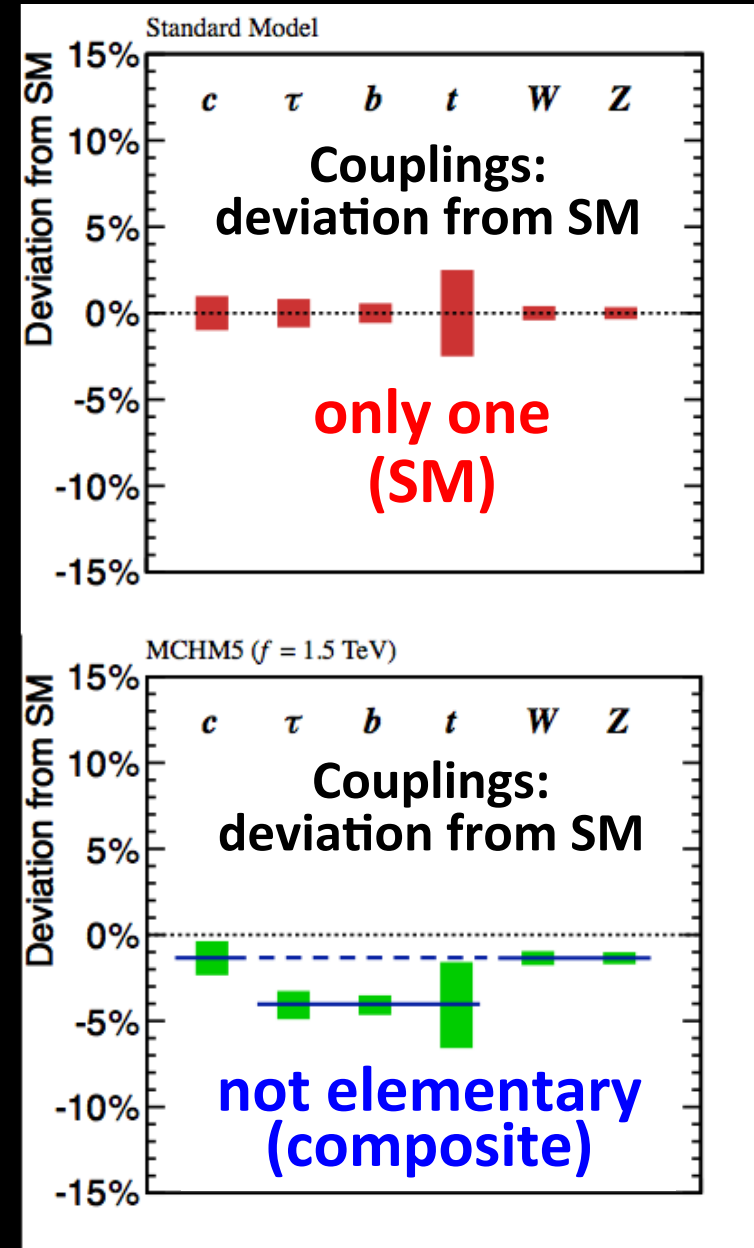 Standard Model
Deviation from SM
15%
10%
5%
0%
-5%
-10%
-15%
c τ b t W Z
Couplings:
deviation from SM
only one
(SM)
MCHM5 (f = 1.5 TeV)
Deviation from SM
15%
10%
5%
0%
-5%
-10%
-15%
c τ b t W Z
Couplings:
deviation from SM
not elementary
(composite)